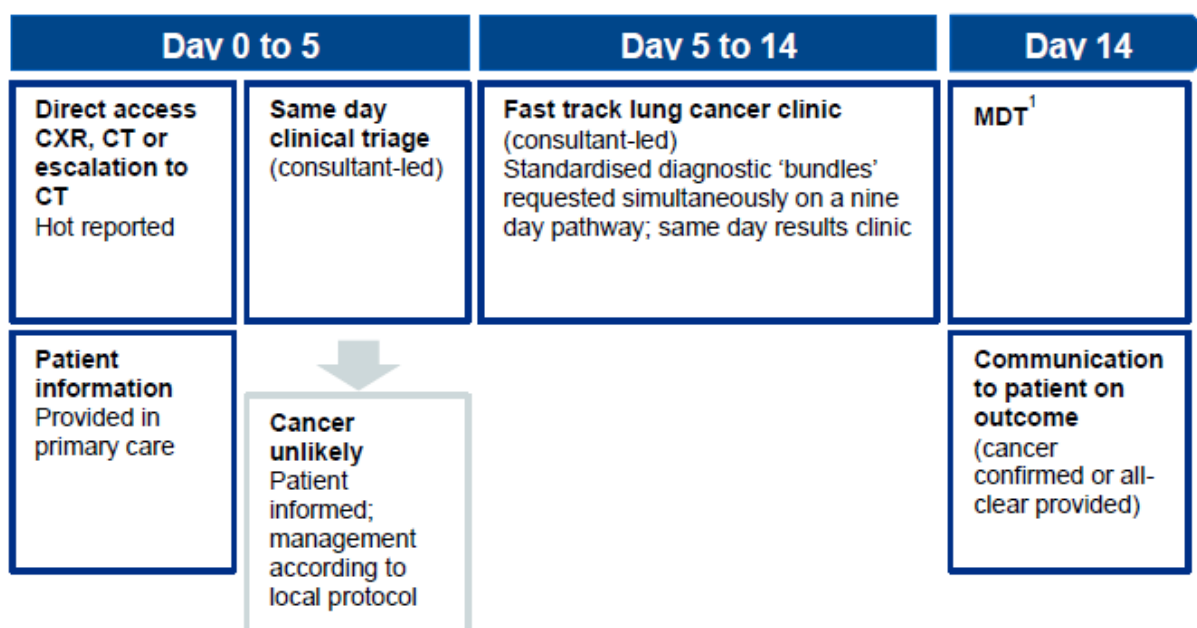 Day 0 to 5
Day 5 to 14
Day 14
Direct access
CXR, CT or
escalation to
CT
Hot reported
Same day
clinical triage
(consultant-led)
Fast track lung cancer clinic
(consultant-led)
Standardised diagnostic ‘bundles’
requested simultaneously on a nine
day pathway; same day results clinic
MDT¹
Patient
information
Provided in
primary care
Cancer
unlikely
Patient
informed;
management
according to
local protocol
Communication
to patient on
outcome
(cancer
confirmed or all-
clear provided)